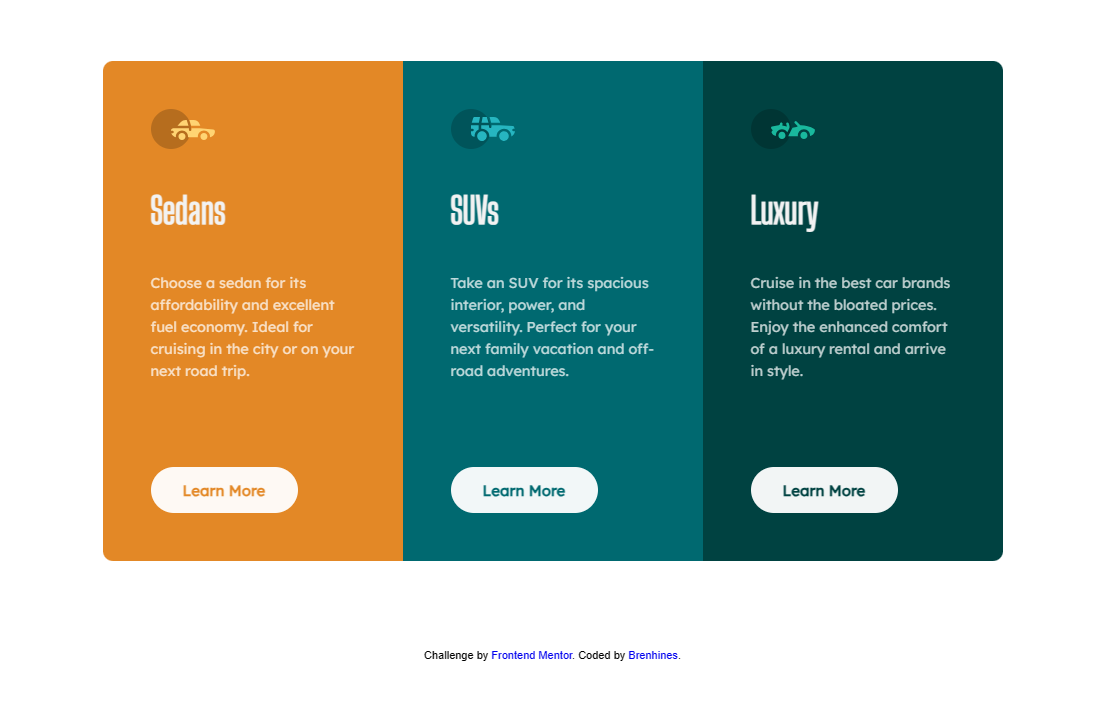 Sedans
Choose a sedan for its
affordability and excellent
fuel economy. Ideal for
cruising in the city or on your
next road trip.
Learn More
SUVs
Take an SUV for its spacious
interior, power, and
versatility. Perfect for your
next family vacation and off-
road adventures.
Learn More
Luxury
Cruise in the best car brands
without the bloated prices.
Enjoy the enhanced comfort
of a luxury rental and arrive
in style.
Learn More
Challenge by Frontend Mentor. Coded by Brenhines.